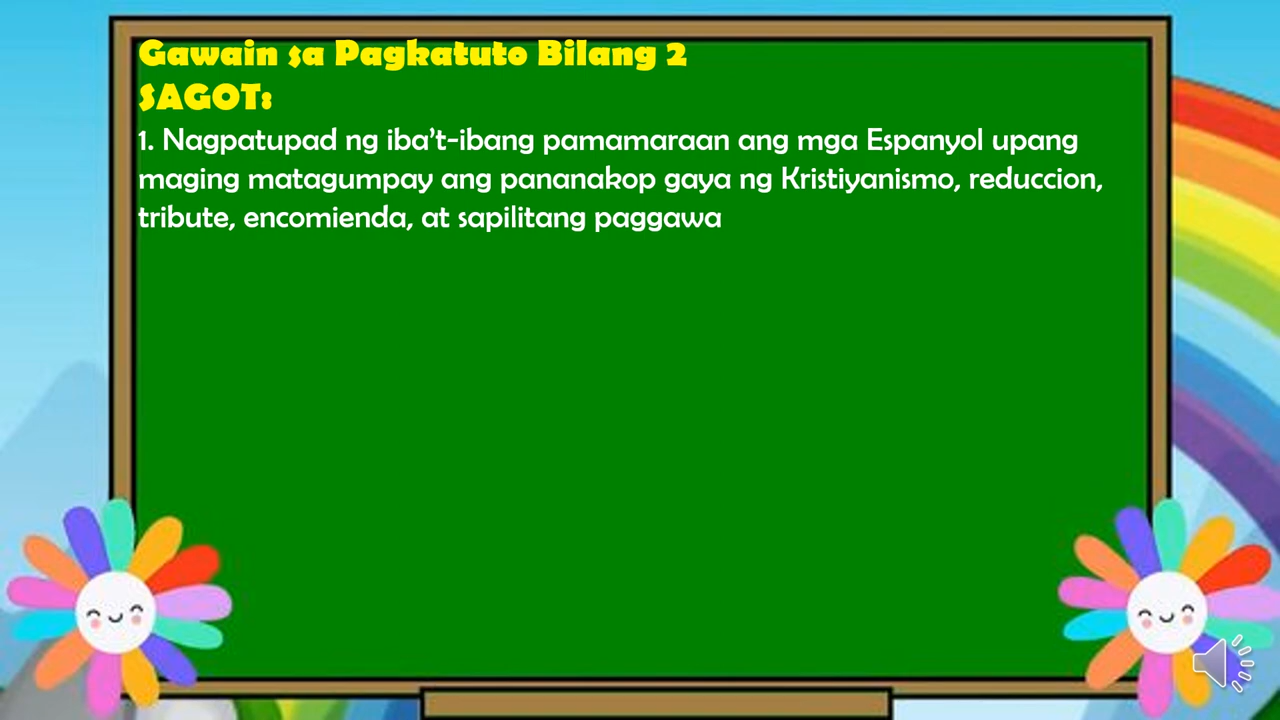 Gawain sa Pagkatuto Bilang 2
SAGOT:
1. Nagpatupad ng iba’t-ibang pamamaraan ang mga Espanyol upang
maging matagumpay ang pananakop gaya ng Kristiyanismo, reduccion,
tribute, encomienda, at sapilitang paggawa